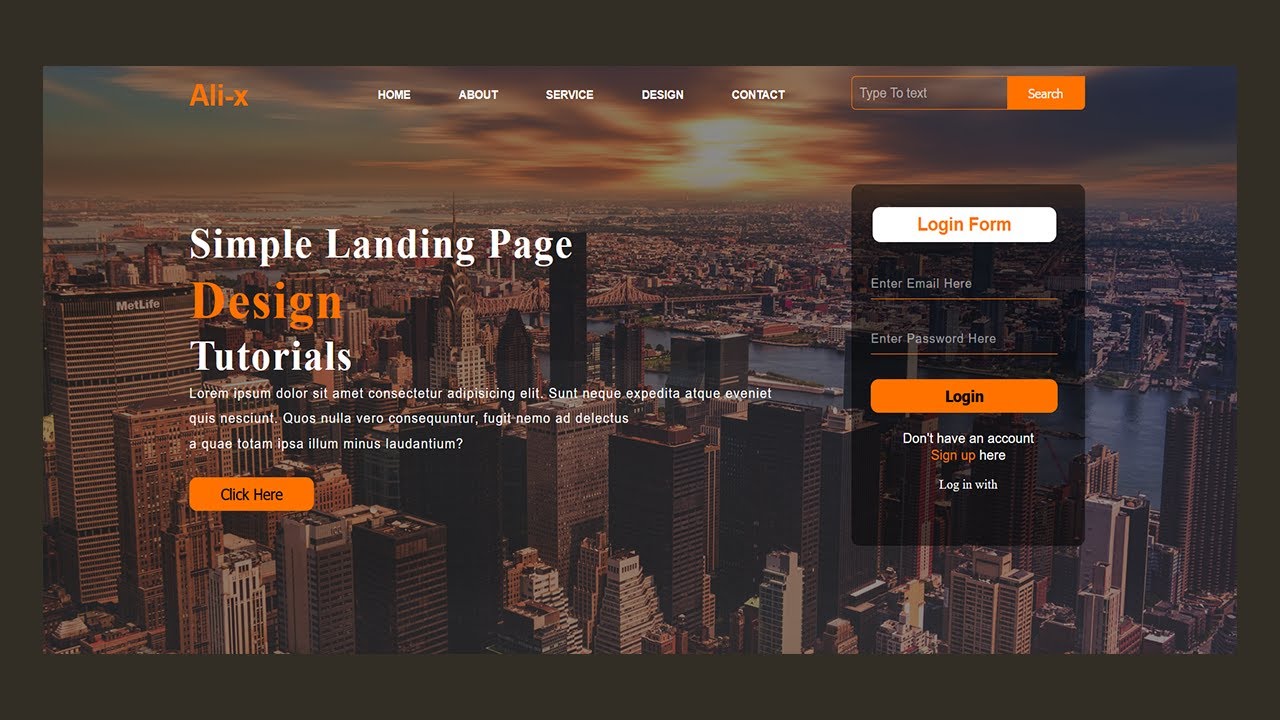 Ali-x
HOME ABOUT SERVICE DESIGN CONTACT
Type To text Search
Simple Landing Page
Design
Tutorials
Lorem ipsum dolor sit amet consectetur adipisicing elit. Sunt neque expedita atque eveniet
quis nesciunt. Quos nulla vero consequuntur, fugit nemo ad delectus
a quae totam ipsa illum minus laudantium?
Click Here
Login Form
Enter Email Here
Enter Password Here
Login
Don't have an account
Sign up here
Log in with
MetLife